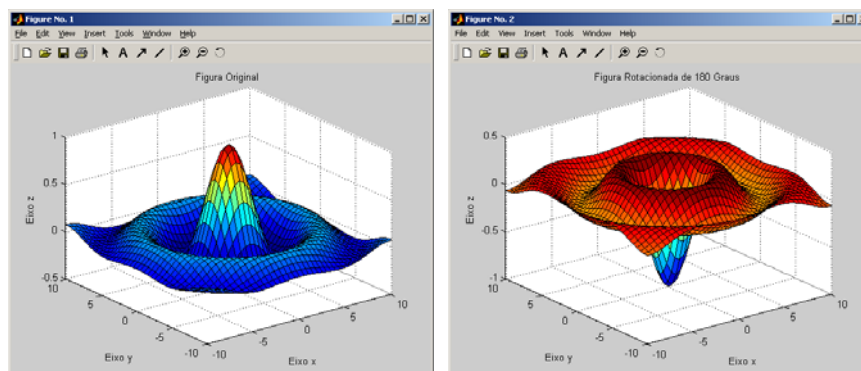 Figure No. 1
File Edit View Insert Tools Window Help
A
Figura Original
1
0.5
0
-0.5
Eixo z
10
5
0
-5
-10
Eixo y
-10
-5
0
5
10
Eixo x
Figure No. 2
File Edit View Insert Tools Window Help
A
Figura Rotacionada de 180 Graus
0.5
0
-0.5
-1
Eixo z
10
5
0
-5
-10
Eixo y
-10
-5
0
5
10
Eixo x